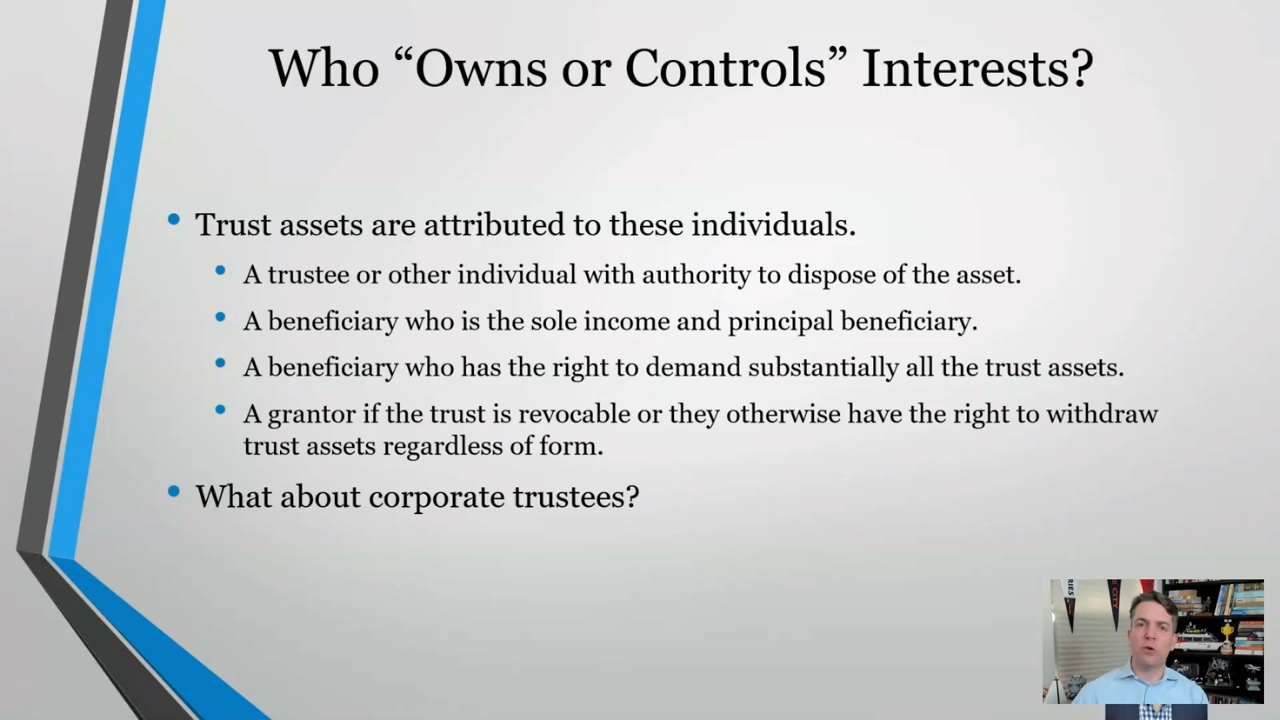 Who “Owns or Controls” Interests?
Trust assets are attributed to these individuals.
A trustee or other individual with authority to dispose of the asset.
A beneficiary who is the sole income and principal beneficiary.
A beneficiary who has the right to demand substantially all the trust assets.
A grantor if the trust is revocable or they otherwise have the right to withdraw
trust assets regardless of form.
What about corporate trustees?
CITY